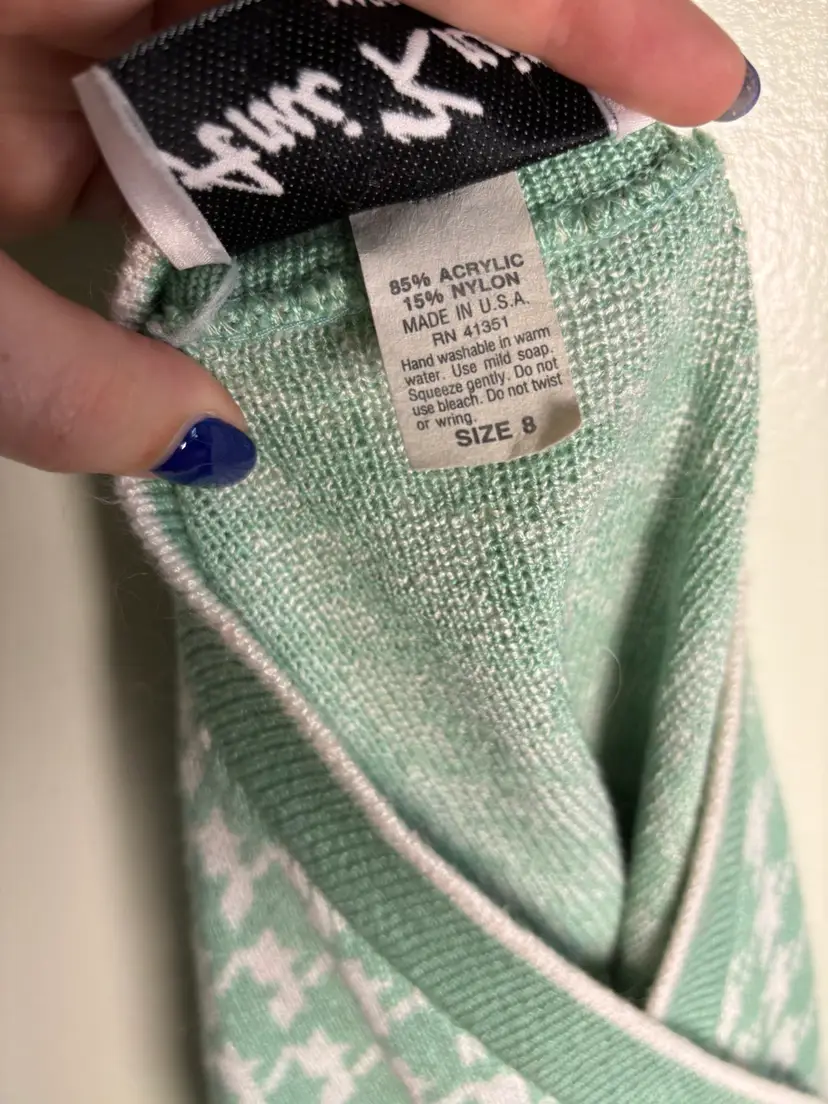 85% ACRYLIC
15% NYLON
MADE IN U.S.A.
RN 41351
Hand washable in warm
water. Use mild soap.
Squeeze gently. Do not
use bleach. Do not twist
or wring.
SIZE 8